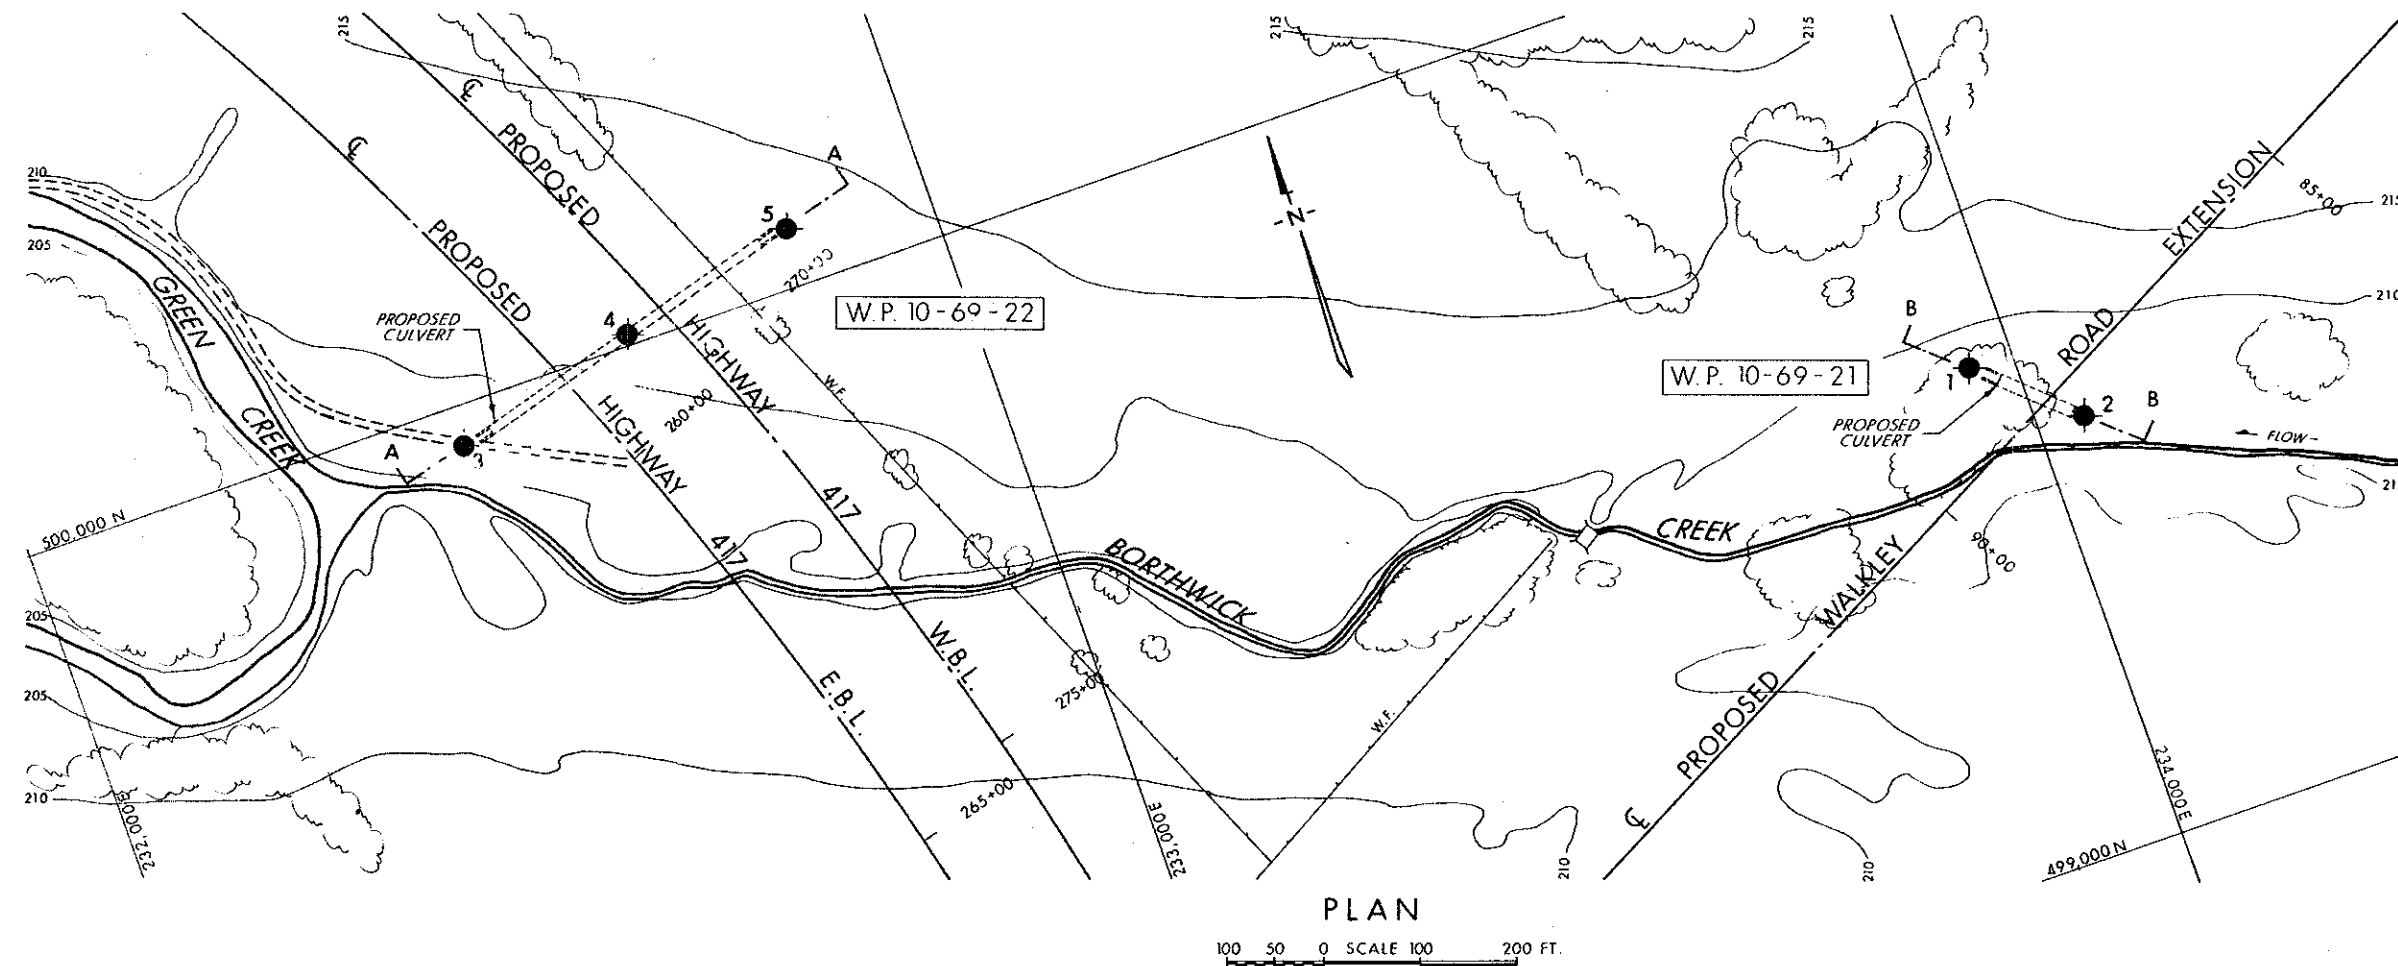 215
215
215
A
PROPOSED
PROPOSED
210
205
GREEN
CREEK
PROPOSED
CULVERT
3
4
5
A
270+00
260+00
HIGHWAY
HIGHWAY
W.F.
417
417
W.B.L.
E.B.L.
W.P. 10-69-22
-N-
500,000 N
205
205
210
232,000 E
265+00
275+00
233,000 E
BORTHWICK
CREEK
W.F.
W.P. 10-69-21
B
1
2
B
PROPOSED
CULVERT
FLOW
85+00
215
210
PROPOSED
WALKLEY
ROAD
EXTENSION
90+00
210
210
234,000 E
499,000 N
PLAN
100 50 0 SCALE 100 200 FT.